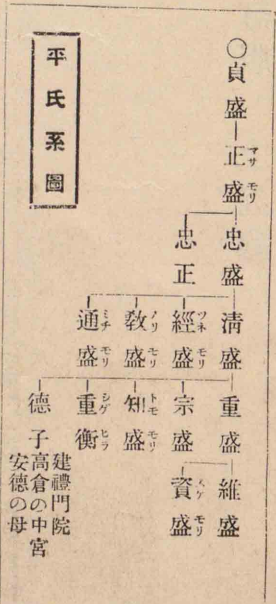 平氏系圖
○貞盛―正盛―忠盛―清盛―重盛―維盛
マサモリ
忠正
經盛
ツネモリ
敎盛
ノリモリ
通盛
ミチモリ
宗盛
知盛
トモモリ
重衡
シゲヒラ
德子
建禮門院
高倉の中宮
安德の母
資盛
スケモリ